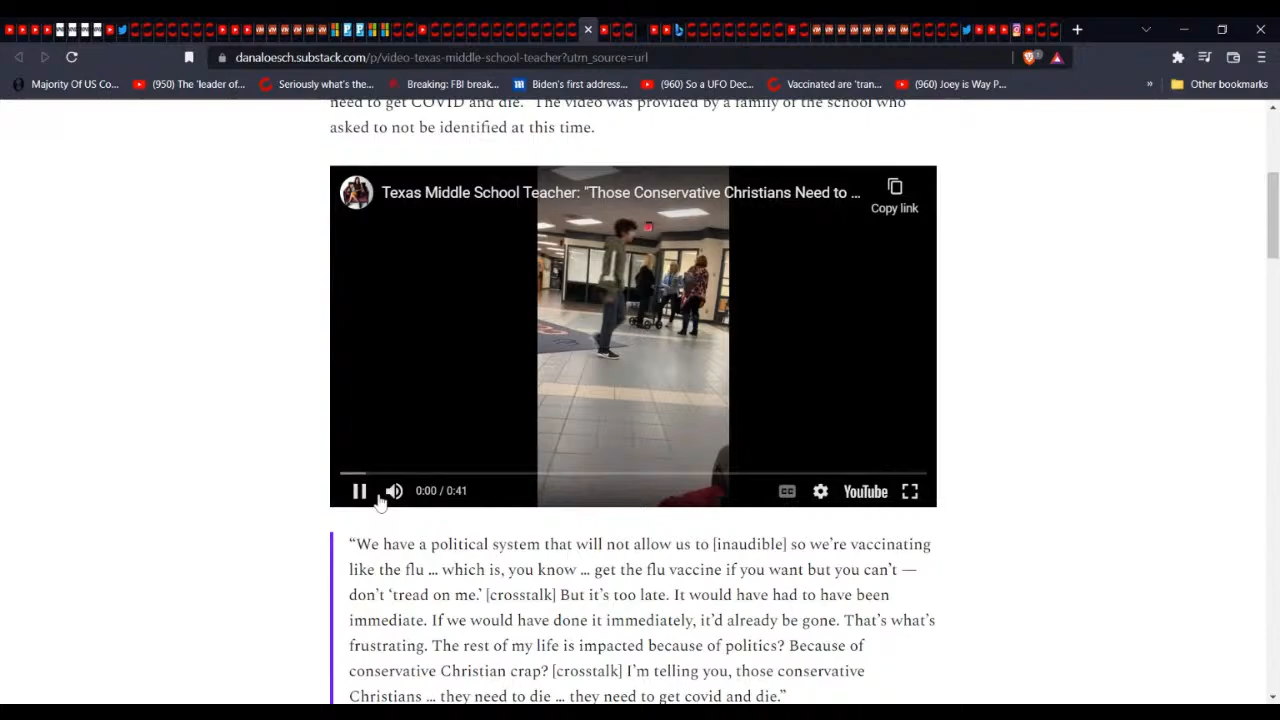 danaloesch.substack.com/p/video-texas-middle-school-teacher?utm_source=url
Majority Of US Co... (950) The 'leader of... Seriously what's the... Breaking: FBI break... Biden's first address... (960) So a UFO Dec... Vaccinated are 'tran... (960) Joey is Way P... » Other bookmarks
need to get COVID and die.” The video was provided by a family of the school who
asked to not be identified at this time.
Texas Middle School Teacher: "Those Conservative Christians Need to ...
Copy link
0:00 / 0:41
CC
YouTube
“We have a political system that will not allow us to [inaudible] so we’re vaccinating
like the flu … which is, you know … get the flu vaccine if you want but you can’t —
don’t ‘tread on me.’ [crosstalk] But it’s too late. It would have had to have been
immediate. If we would have done it immediately, it’d already be gone. That’s what’s
frustrating. The rest of my life is impacted because of politics? Because of
conservative Christian crap? [crosstalk] I’m telling you, those conservative
Christians … they need to die … they need to get covid and die.”